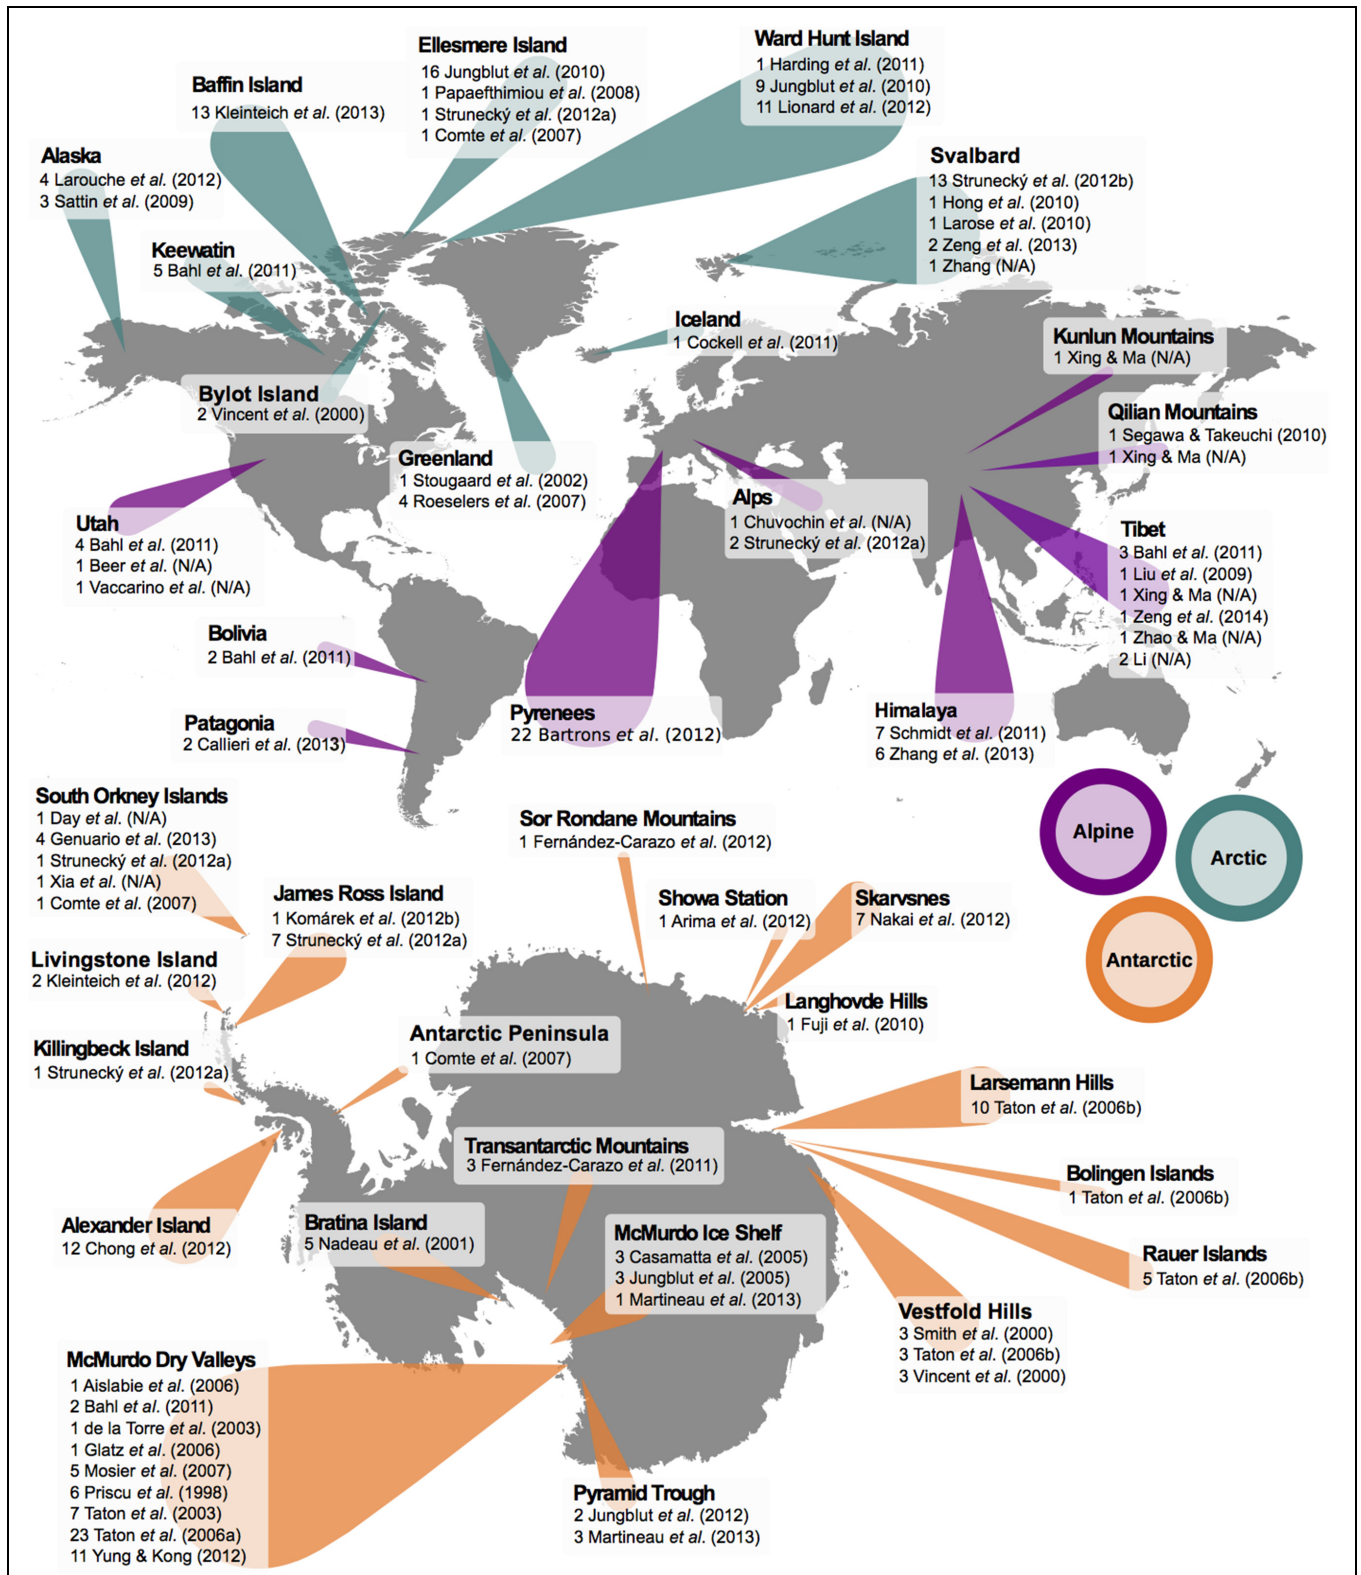 Ellesmere Island
16 Jungblut et al. (2010)
1 Papaefthimiou et al. (2008)
1 Strunecký et al. (2012a)
1 Comte et al. (2007)
Ward Hunt Island
1 Harding et al. (2011)
9 Jungblut et al. (2010)
11 Lionard et al. (2012)
Baffin Island
13 Kleinteich et al. (2013)
Alaska
4 Larouche et al. (2012)
3 Sattin et al. (2009)
Svalbard
13 Strunecký et al. (2012b)
1 Hong et al. (2010)
1 Larose et al. (2010)
2 Zeng et al. (2013)
1 Zhang (N/A)
Keewatin
5 Bahl et al. (2011)
Iceland
1 Cockell et al. (2011)
Kunlun Mountains
1 Xing & Ma (N/A)
Bylot Island
2 Vincent et al. (2000)
Qilian Mountains
1 Segawa & Takeuchi (2010)
1 Xing & Ma (N/A)
Greenland
1 Stougaard et al. (2002)
4 Roeselers et al. (2007)
Alps
1 Chuvochin et al. (N/A)
2 Strunecký et al. (2012a)
Utah
4 Bahl et al. (2011)
1 Beer et al. (N/A)
1 Vaccarino et al. (N/A)
Tibet
3 Bahl et al. (2011)
1 Liu et al. (2009)
1 Xing & Ma (N/A)
1 Zeng et al. (2014)
1 Zhao & Ma (N/A)
2 Li (N/A)
Bolivia
2 Bahl et al. (2011)
Patagonia
2 Callieri et al. (2013)
Pyrenees
22 Bartrons et al. (2012)
Himalaya
7 Schmidt et al. (2011)
6 Zhang et al. (2013)
Alpine
Arctic
Antarctic
South Orkney Islands
1 Day et al. (N/A)
4 Genuario et al. (2013)
1 Strunecký et al. (2012a)
1 Xia et al. (N/A)
1 Comte et al. (2007)
Sor Rondane Mountains
1 Fernández-Carazo et al. (2012)
James Ross Island
1 Komárek et al. (2012b)
7 Strunecký et al. (2012a)
Showa Station
1 Arima et al. (2012)
Skarvsnes
7 Nakai et al. (2012)
Livingstone Island
2 Kleinteich et al. (2012)
Langhovde Hills
1 Fuji et al. (2010)
Antarctic Peninsula
1 Comte et al. (2007)
Killingbeck Island
1 Strunecký et al. (2012a)
Larsemann Hills
10 Taton et al. (2006b)
Transantarctic Mountains
3 Fernández-Carazo et al. (2011)
Bolingen Islands
1 Taton et al. (2006b)
Alexander Island
12 Chong et al. (2012)
Bratina Island
5 Nadeau et al. (2001)
McMurdo Ice Shelf
3 Casamatta et al. (2005)
3 Jungblut et al. (2005)
1 Martineau et al. (2013)
Rauer Islands
5 Taton et al. (2006b)
Vestfold Hills
3 Smith et al. (2000)
3 Taton et al. (2006b)
3 Vincent et al. (2000)
McMurdo Dry Valleys
1 Aislabie et al. (2006)
2 Bahl et al. (2011)
1 de la Torre et al. (2003)
1 Glatz et al. (2006)
5 Mosier et al. (2007)
6 Priscu et al. (1998)
7 Taton et al. (2003)
23 Taton et al. (2006a)
11 Yung & Kong (2012)
Pyramid Trough
2 Jungblut et al. (2012)
3 Martineau et al. (2013)